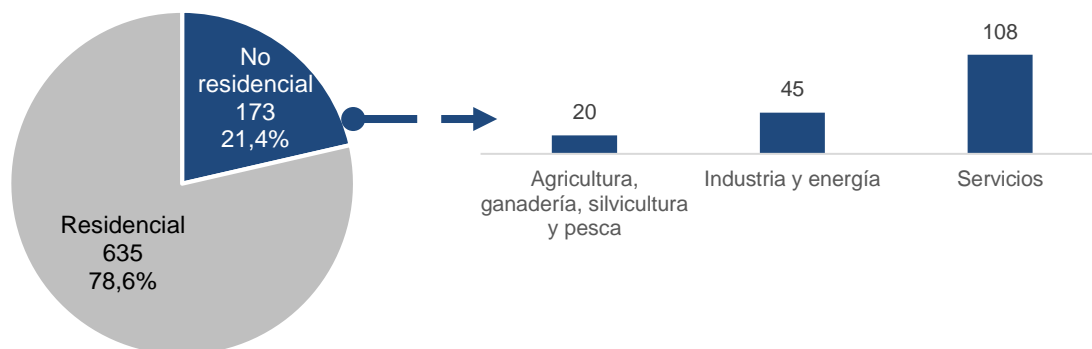 No
residencial
173
21,4%
Residencial
635
78,6%
20
45
108
Agricultura,
ganadería, silvicultura
y pesca
Industria y energía
Servicios